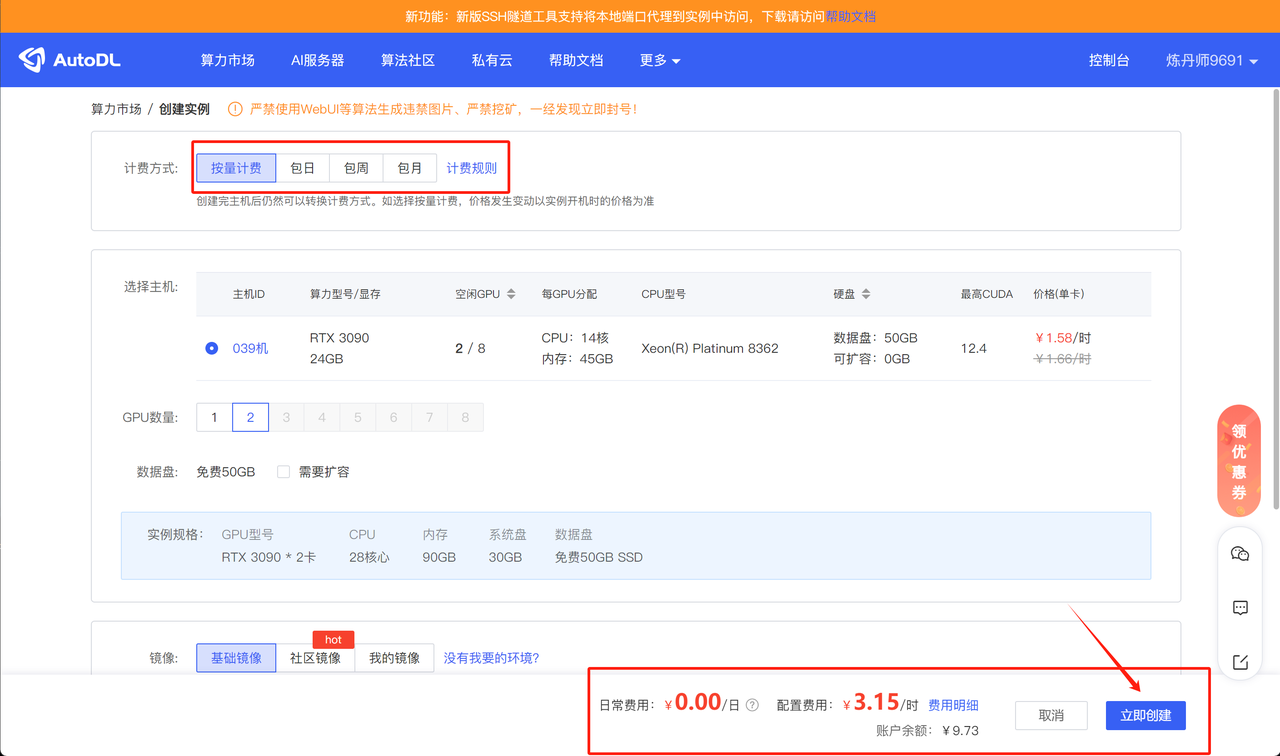 新功能：新版SSH隧道工具支持将本地端口代理到实例中访问，下载请访问帮助文档
AutoDL 算力市场 AI服务器 算法社区 私有云 帮助文档 更多 控制台 炼丹师9691
算力市场 / 创建实例 严禁使用WebUI等算法生成违禁图片、严禁挖矿，一经发现立即封号！
计费方式： 按量计费 包日 包周 包月 计费规则
创建完主机后仍然可以转换计费方式。如选择按量计费，价格发生变动以实例开机时的价格为准
选择主机： 主机ID 算力型号/显存 空闲GPU 每GPU分配 CPU型号 硬盘 最高CUDA 价格(单卡)
039机 RTX 3090 2 / 8 CPU：14核 Xeon(R) Platinum 8362 数据盘：50GB 12.4 ￥1.58/时
24GB 内存：45GB 可扩容：0GB ￥1.66/时
GPU数量： 1 2 3 4 5 6 7 8
数据盘： 免费50GB 需要扩容
实例规格： GPU型号 CPU 内存 系统盘 数据盘
RTX 3090 * 2卡 28核心 90GB 30GB 免费50GB SSD
hot
镜像： 基础镜像 社区镜像 我的镜像 没有我要的环境?
日常费用：￥0.00/日 ? 配置费用：￥3.15/时 费用明细 取消 立即创建
账户余额：￥9.73
领
优
惠
券